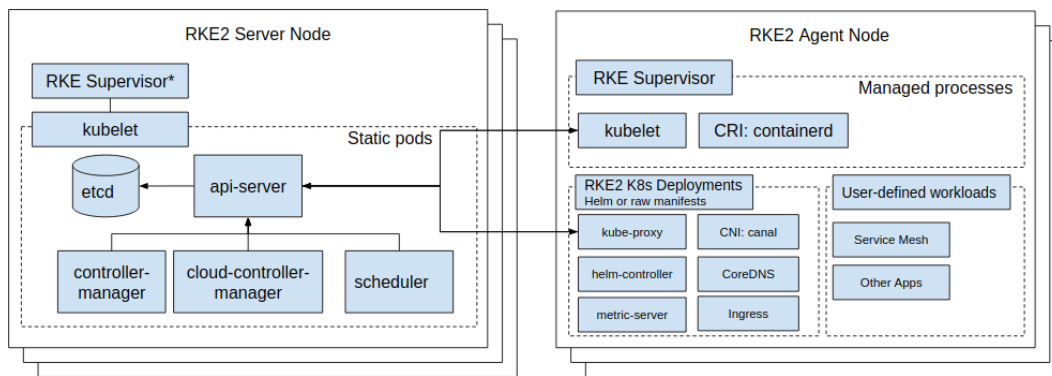 RKE2 Server Node
RKE Supervisor*
kubelet
Static pods
etcd
api-server
controller-
manager
cloud-controller-
manager
scheduler
RKE2 Agent Node
RKE Supervisor
Managed processes
kubelet
CRI: containerd
RKE2 K8s Deployments
Helm or raw manifests
kube-proxy
CNI: canal
helm-controller
CoreDNS
metric-server
Ingress
User-defined workloads
Service Mesh
Other Apps